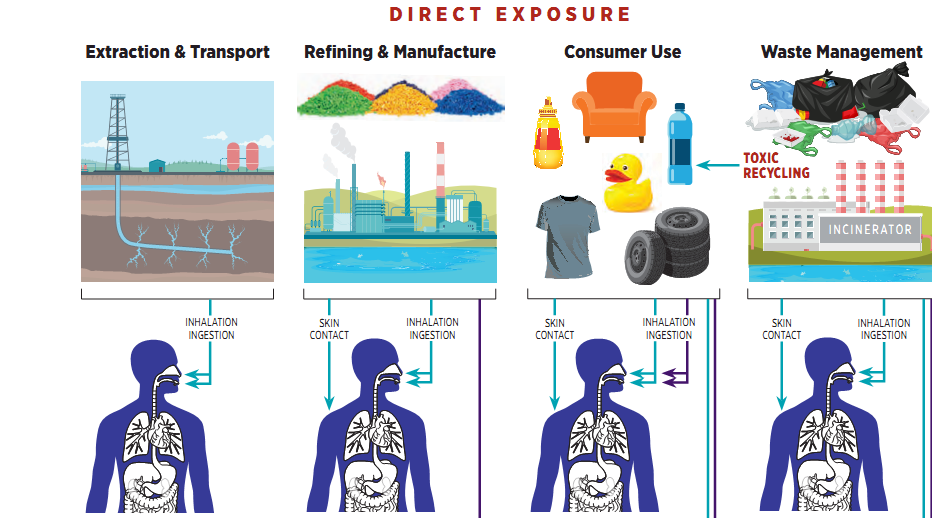 DIRECT EXPOSURE
Extraction & Transport
Refining & Manufacture
Consumer Use
Waste Management
TOXIC
RECYCLING
INCINERATOR
INHALATION
INGESTION
SKIN
CONTACT
INHALATION
INGESTION
SKIN
CONTACT
INHALATION
INGESTION
SKIN
CONTACT
INHALATION
INGESTION